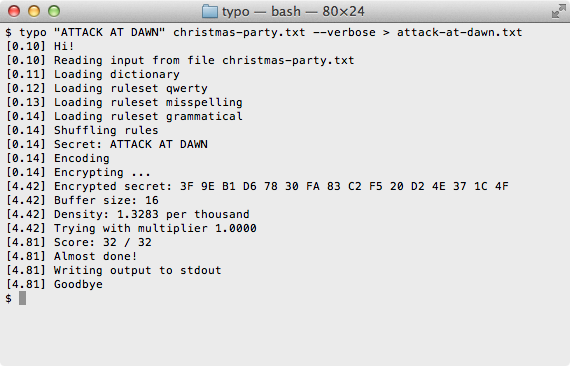 typo — bash — 80×24
$ typo "ATTACK AT DAWN" christmas-party.txt --verbose > attack-at-dawn.txt
[0.10] Hi!
[0.10] Reading input from file christmas-party.txt
[0.11] Loading dictionary
[0.12] Loading ruleset qwerty
[0.13] Loading ruleset misspelling
[0.14] Loading ruleset grammatical
[0.14] Shuffling rules
[0.14] Secret: ATTACK AT DAWN
[0.14] Encoding
[0.14] Encrypting ...
[4.42] Encrypted secret: 3F 9E B1 D6 78 30 FA 83 C2 F5 20 D2 4E 37 1C 4F
[4.42] Buffer size: 16
[4.42] Density: 1.3283 per thousand
[4.42] Trying with multiplier 1.0000
[4.81] Score: 32 / 32
[4.81] Almost done!
[4.81] Writing output to stdout
[4.81] Goodbye
$